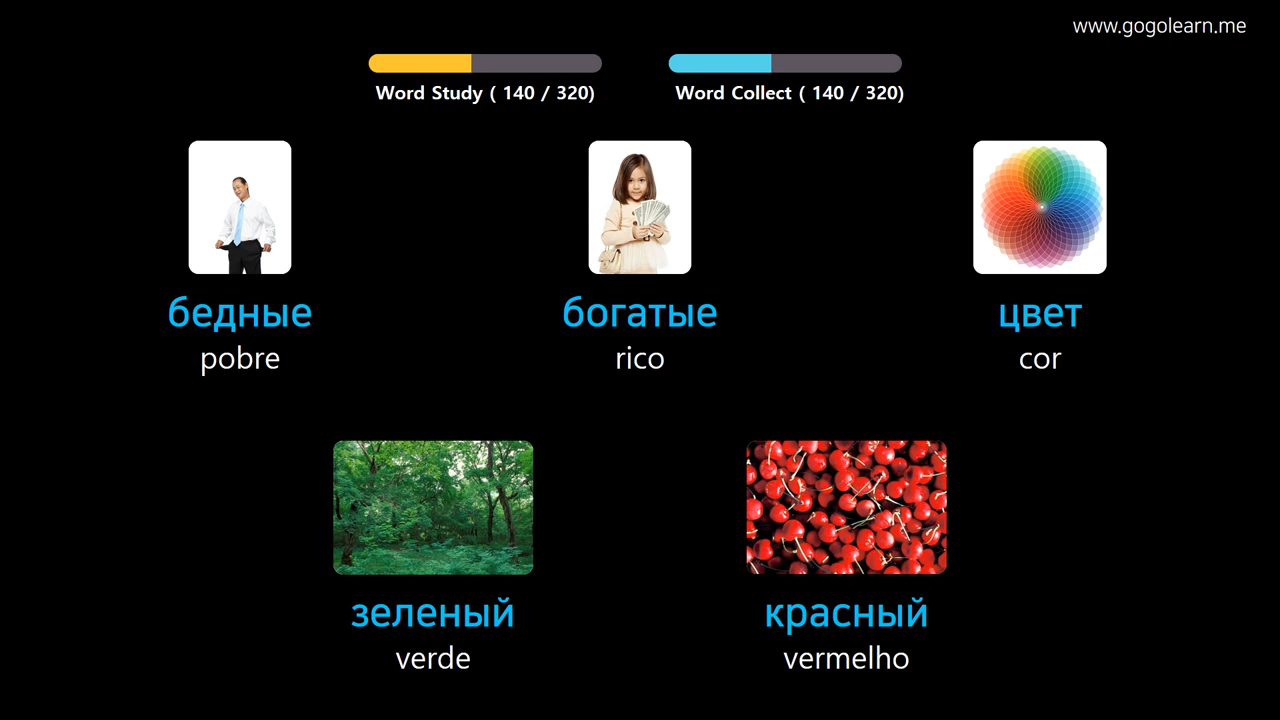 www.gogolearn.me
Word Study ( 140 / 320)
Word Collect ( 140 / 320)
бедные
pobre
богатые
rico
цвет
cor
зеленый
verde
красный
vermelho